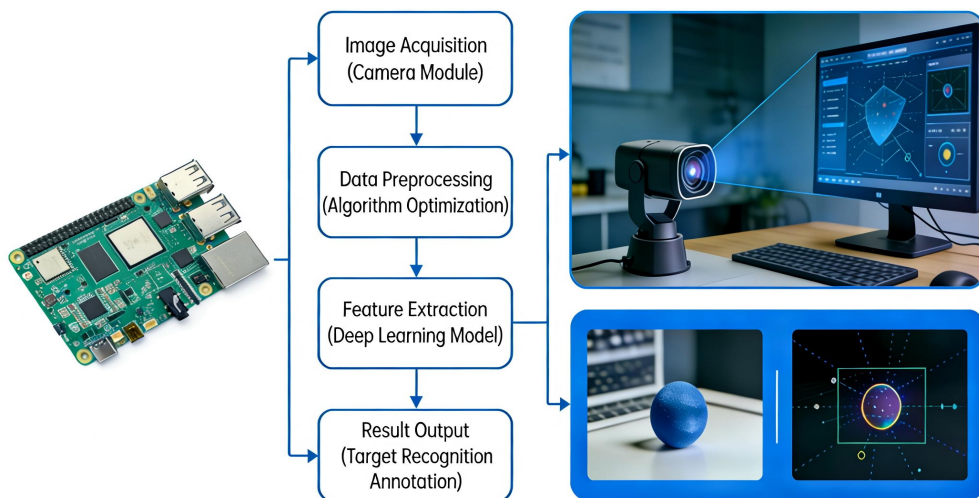 Image Acquisition
(Camera Module)
Data Preprocessing
(Algorithm Optimization)
Feature Extraction
(Deep Learning Model)
Result Output
(Target Recognition
Annotation)